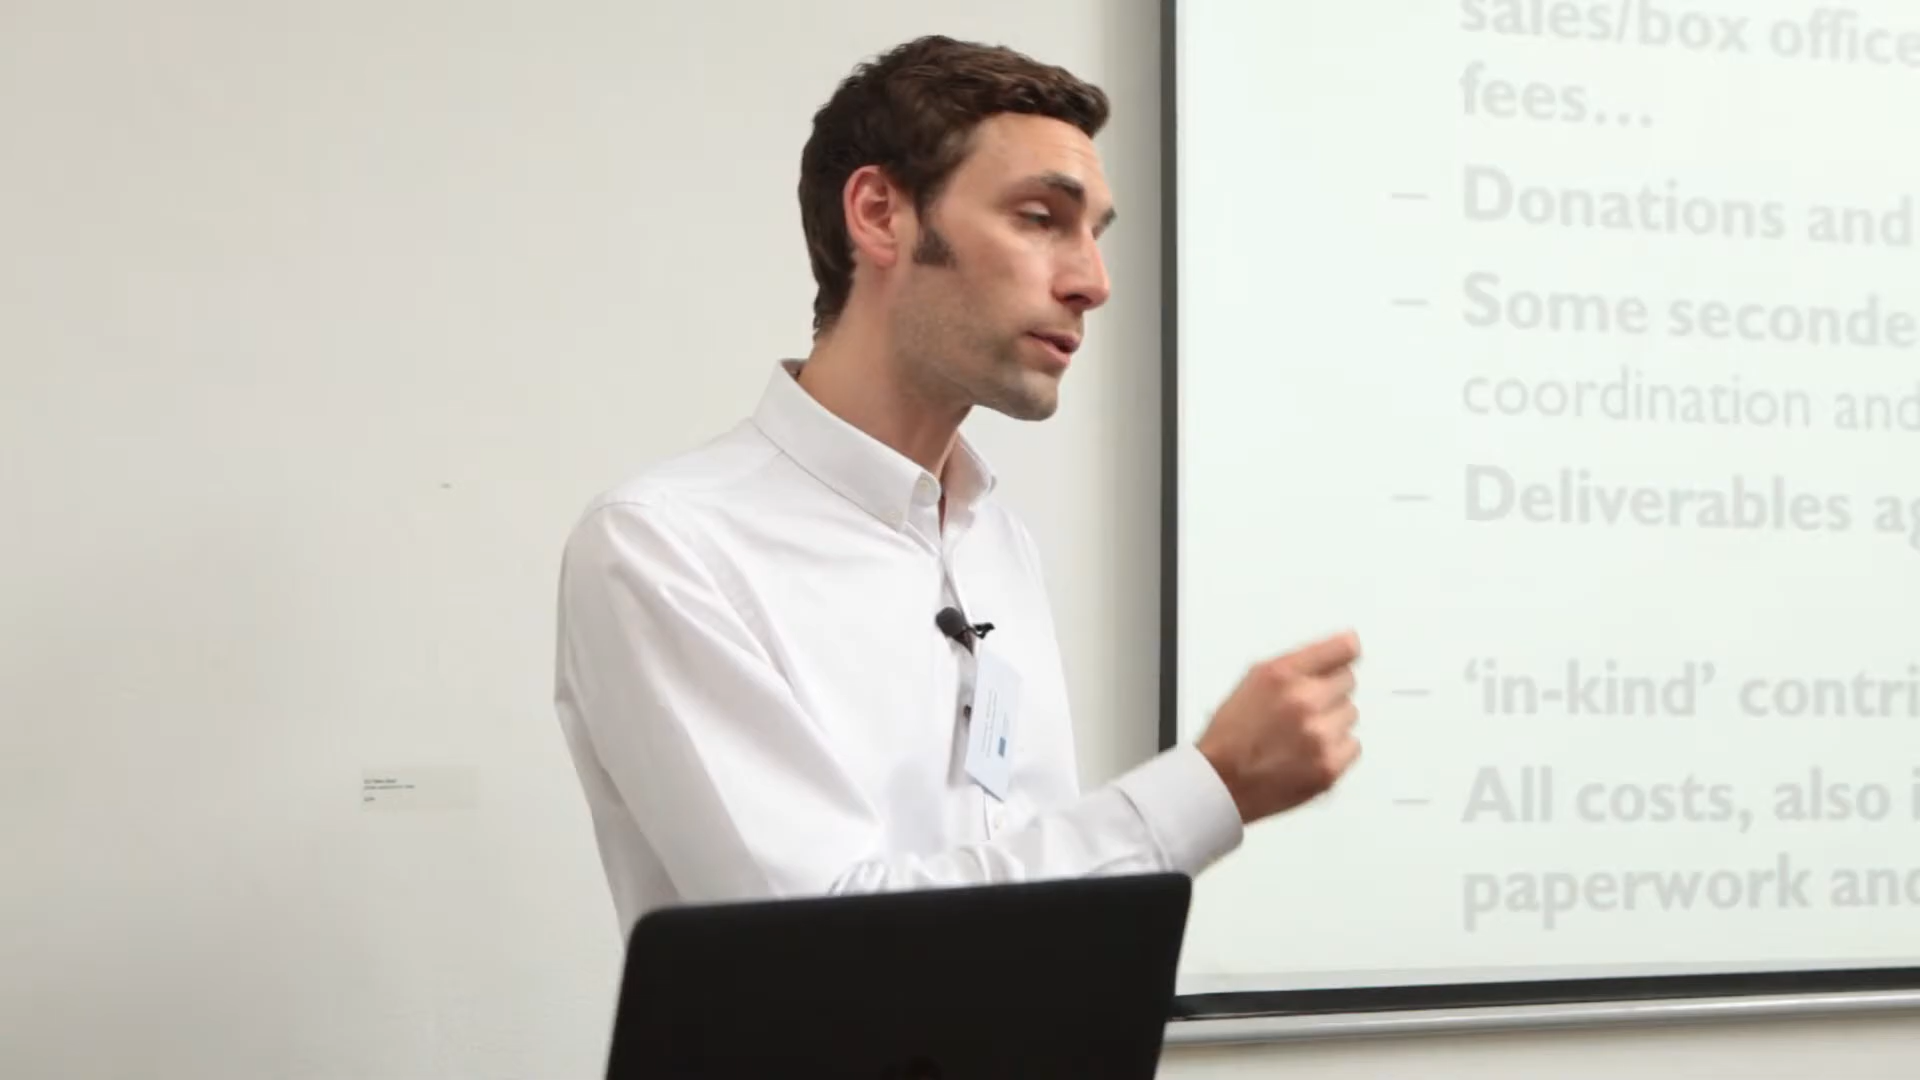 sales/box office
fees...
– Donations and
– Some seconde
coordination and
– Deliverables ag
– ‘in-kind’ contri
– All costs, also i
paperwork and